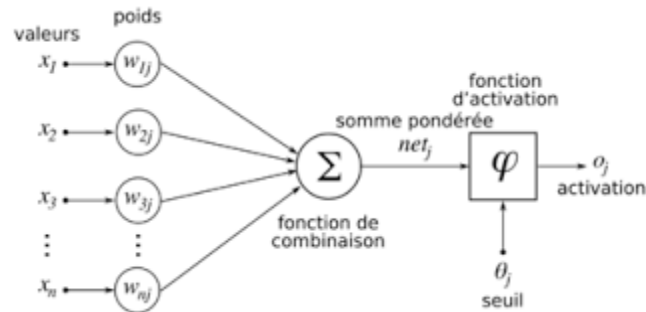 poids
valeurs
x1 w1j
x2 w2j
x3 w3j
xn wnj
Σ
fonction de
combinaison
somme pondérée
netj
fonction
d'activation
φ
oj
activation
θj
seuil